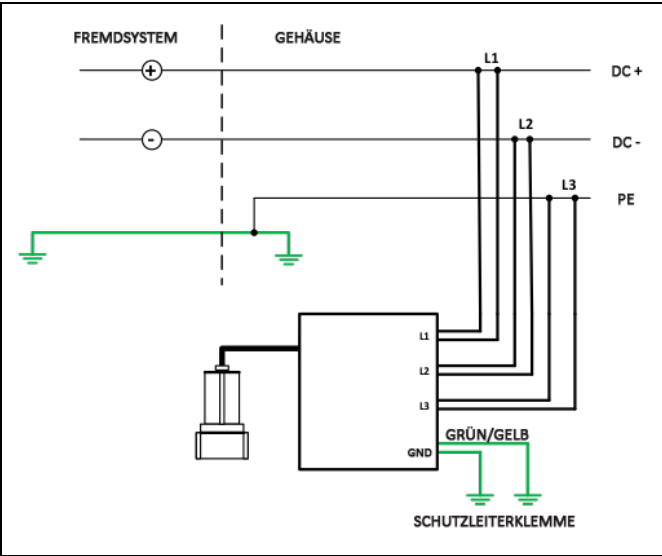 FREMDSYSTEM
GEHÄUSE
L1
+
DC +
L2
-
DC -
L3
PE
L1
L2
L3
GRÜN/GELB
GND
SCHUTZLEITERKLEMME